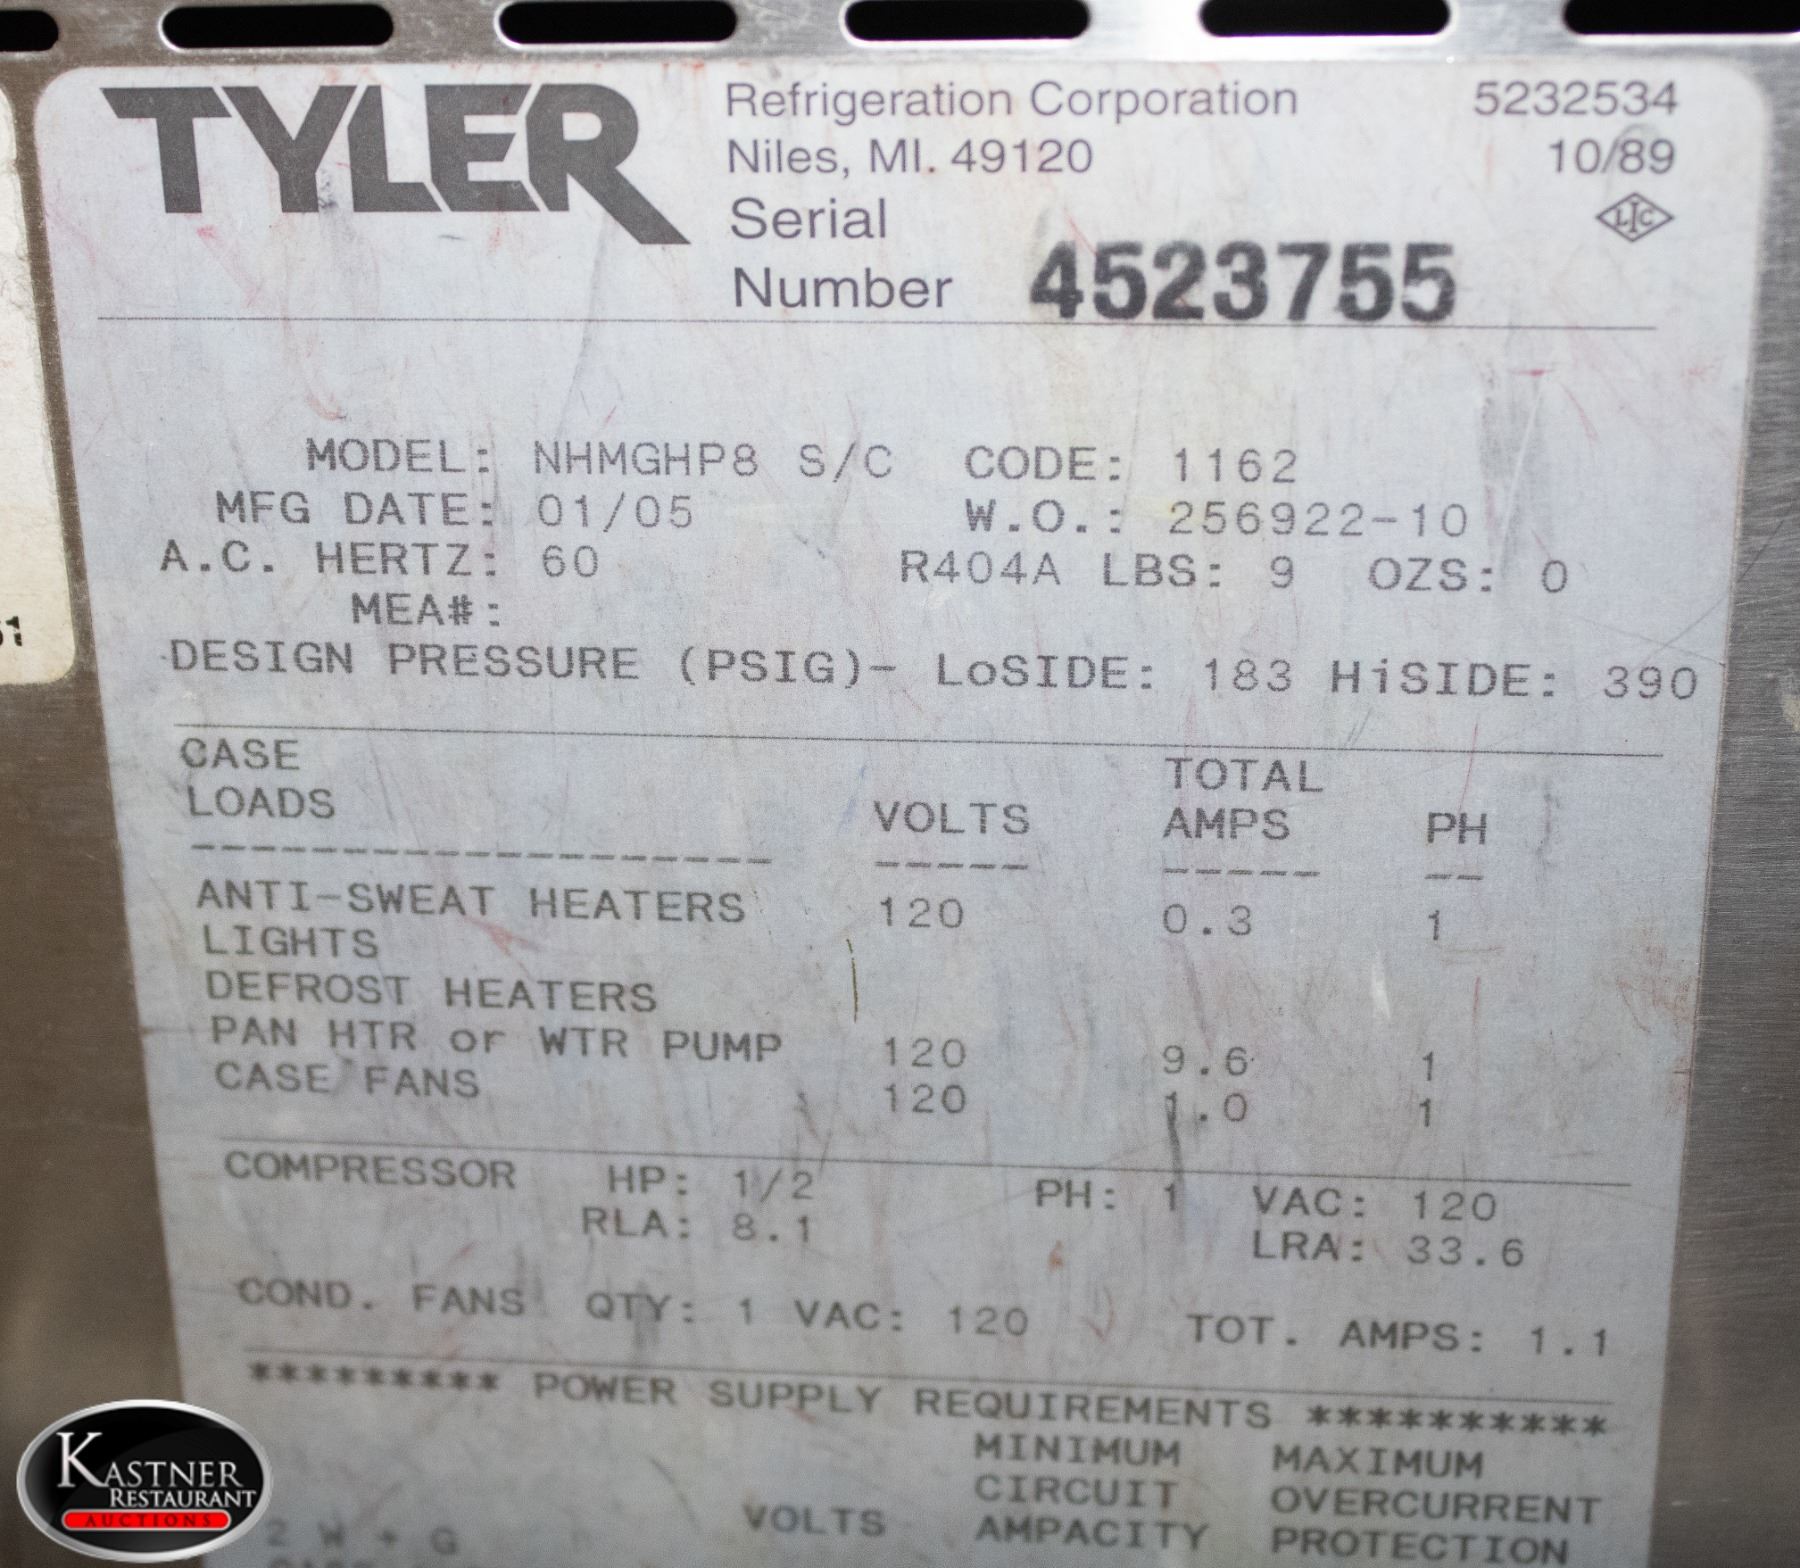 TYLER Refrigeration Corporation 5232534
Niles, MI. 49120 10/89
LIC
Serial
Number 4523755
MODEL: NHMGHP8 S/C CODE: 1162
MFG DATE: 01/05 W.O.: 256922-10
A.C. HERTZ: 60 R404A LBS: 9 OZS: 0
MEA#:
51
DESIGN PRESSURE (PSIG)- LoSIDE: 183 HiSIDE: 390
CASE TOTAL
LOADS VOLTS AMPS PH
-------------------- ----- ----- --
ANTI-SWEAT HEATERS 120 0.3 1
LIGHTS
DEFROST HEATERS
PAN HTR or WTR PUMP 120 9.6 1
CASE FANS 120 1.0 1
COMPRESSOR HP: 1/2 PH: 1 VAC: 120
RLA: 8.1 LRA: 33.6
COND. FANS QTY: 1 VAC: 120 TOT. AMPS: 1.1
********* POWER SUPPLY REQUIREMENTS **********
MINIMUM MAXIMUM
CIRCUIT OVERCURRENT
VOLTS AMPACITY PROTECTION
2 W + G
KASTNER
RESTAURANT
AUCTIONS